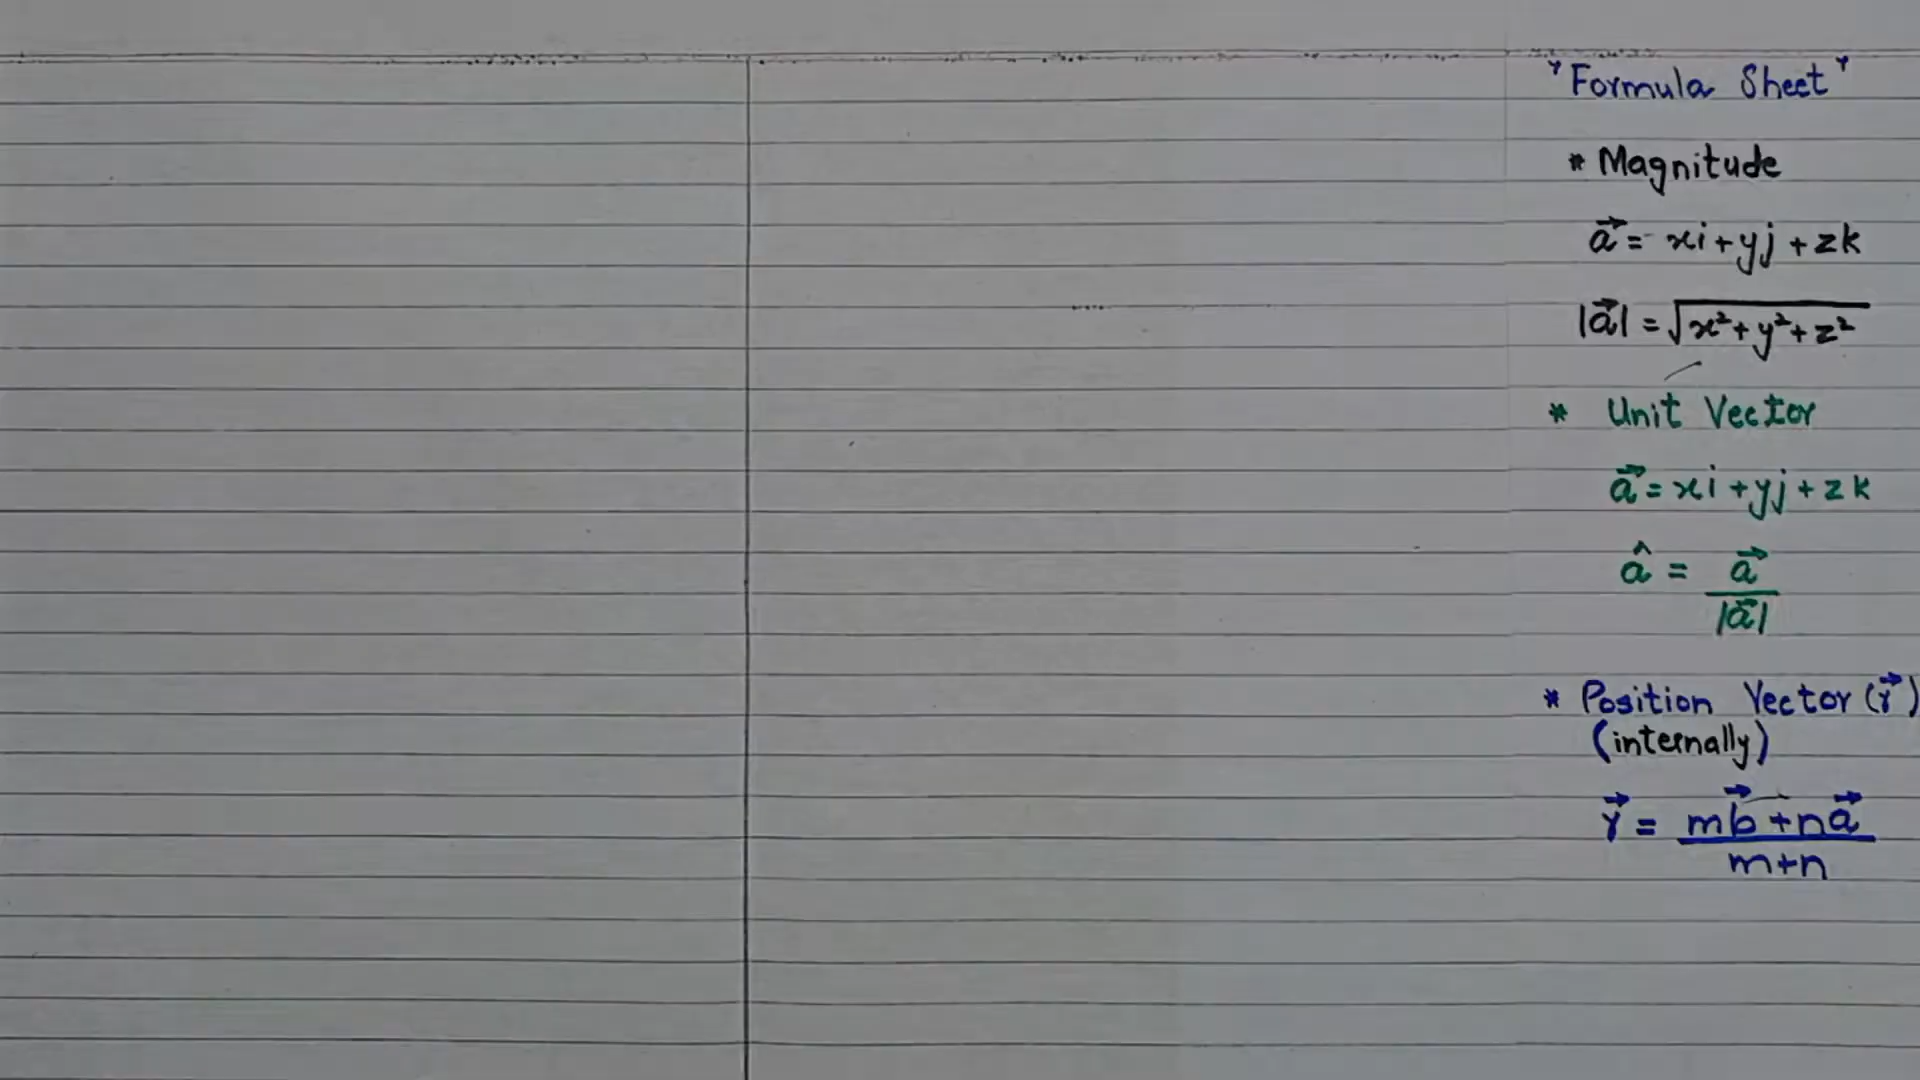 "Formula Sheet"
* Magnitude
a⃗ = xi + yj + zk
|a⃗| = √(x² + y² + z²)
* Unit Vector
a⃗ = xi + yj + zk
â = a⃗
|a⃗|
* Position Vector (r⃗)
(internally)
r⃗ = mb⃗ + na⃗
m+n